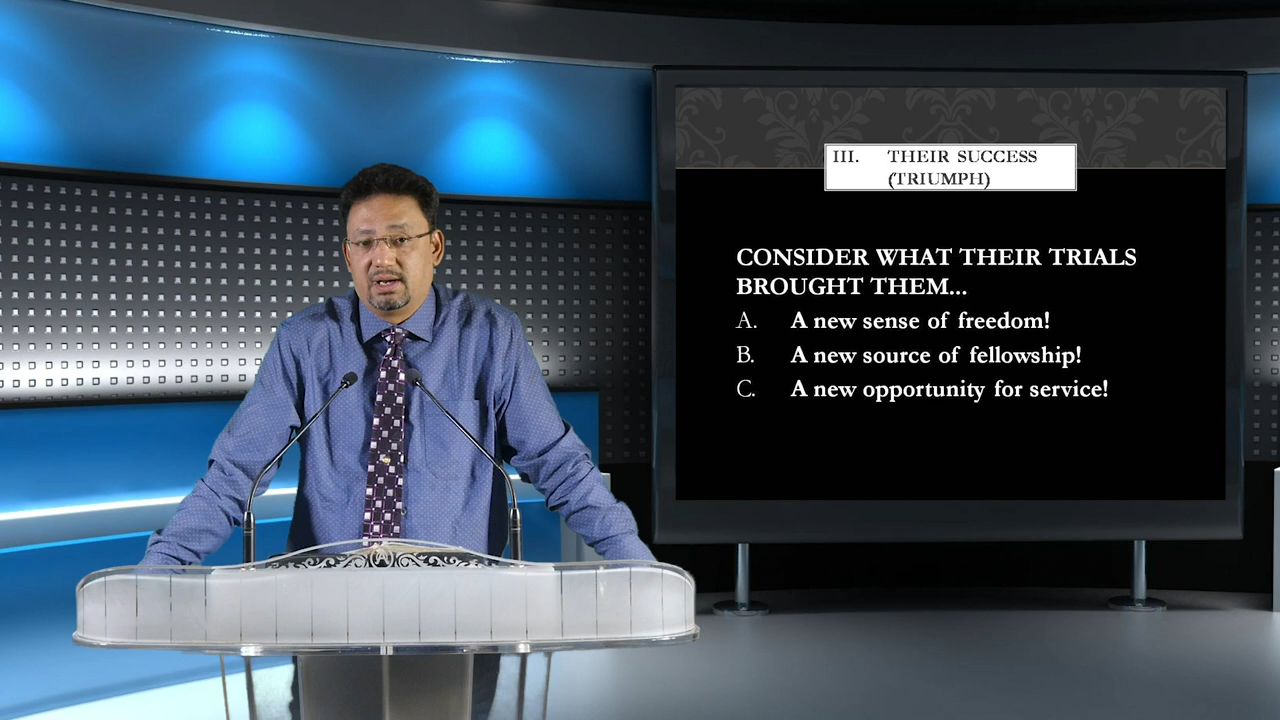 III. THEIR SUCCESS
(TRIUMPH)
CONSIDER WHAT THEIR TRIALS
BROUGHT THEM...
A. A new sense of freedom!
B. A new source of fellowship!
C. A new opportunity for service!